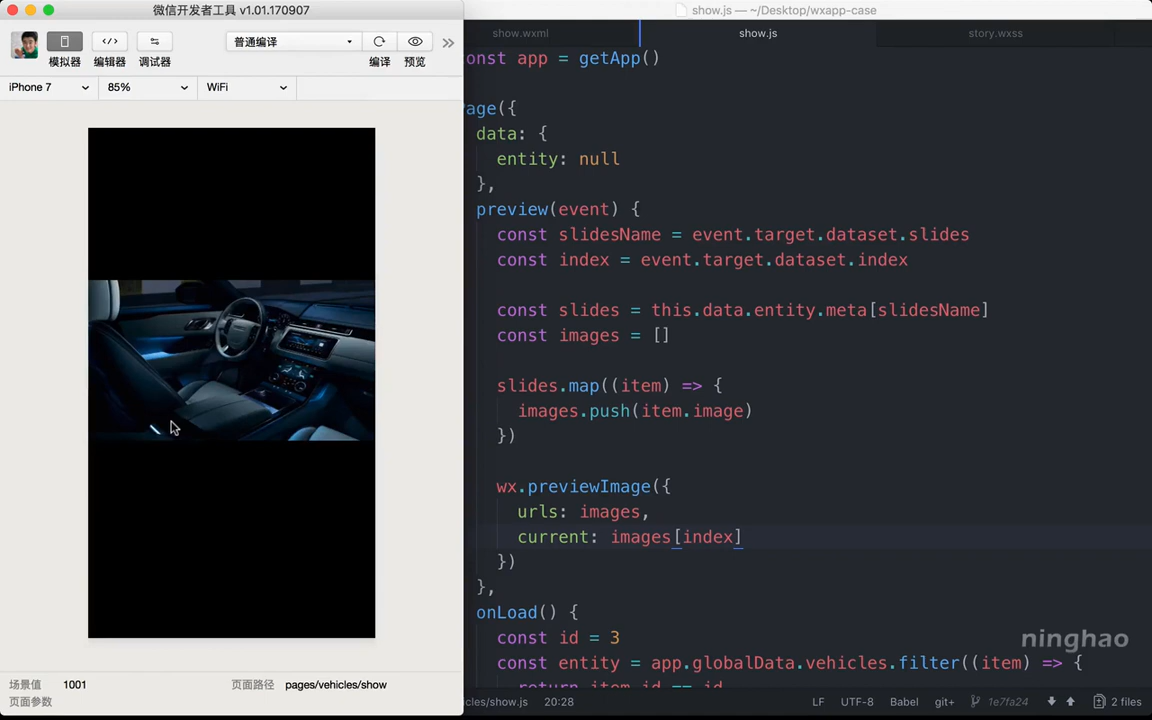 微信开发者工具 v1.01.170907
普通编译
模拟器
编辑器
调试器
编译
预览
iPhone 7
85%
WiFi
场景值
1001
页面路径
pages/vehicles/show
页面参数
show.js — ~/Desktop/wxapp-case
show.wxml
show.js
story.wxss
onst app = getApp()
age({
data: {
entity: null
},
preview(event) {
const slidesName = event.target.dataset.slides
const index = event.target.dataset.index
const slides = this.data.entity.meta[slidesName]
const images = []
slides.map((item) => {
images.push(item.image)
})
wx.previewImage({
urls: images,
current: images[index]
})
},
onLoad() {
const id = 3
const entity = app.globalData.vehicles.filter((item) => {
return item.id == id
ninghao
cles/show.js
20:28
LF
UTF-8
Babel
git+
1e7fa24
2 files